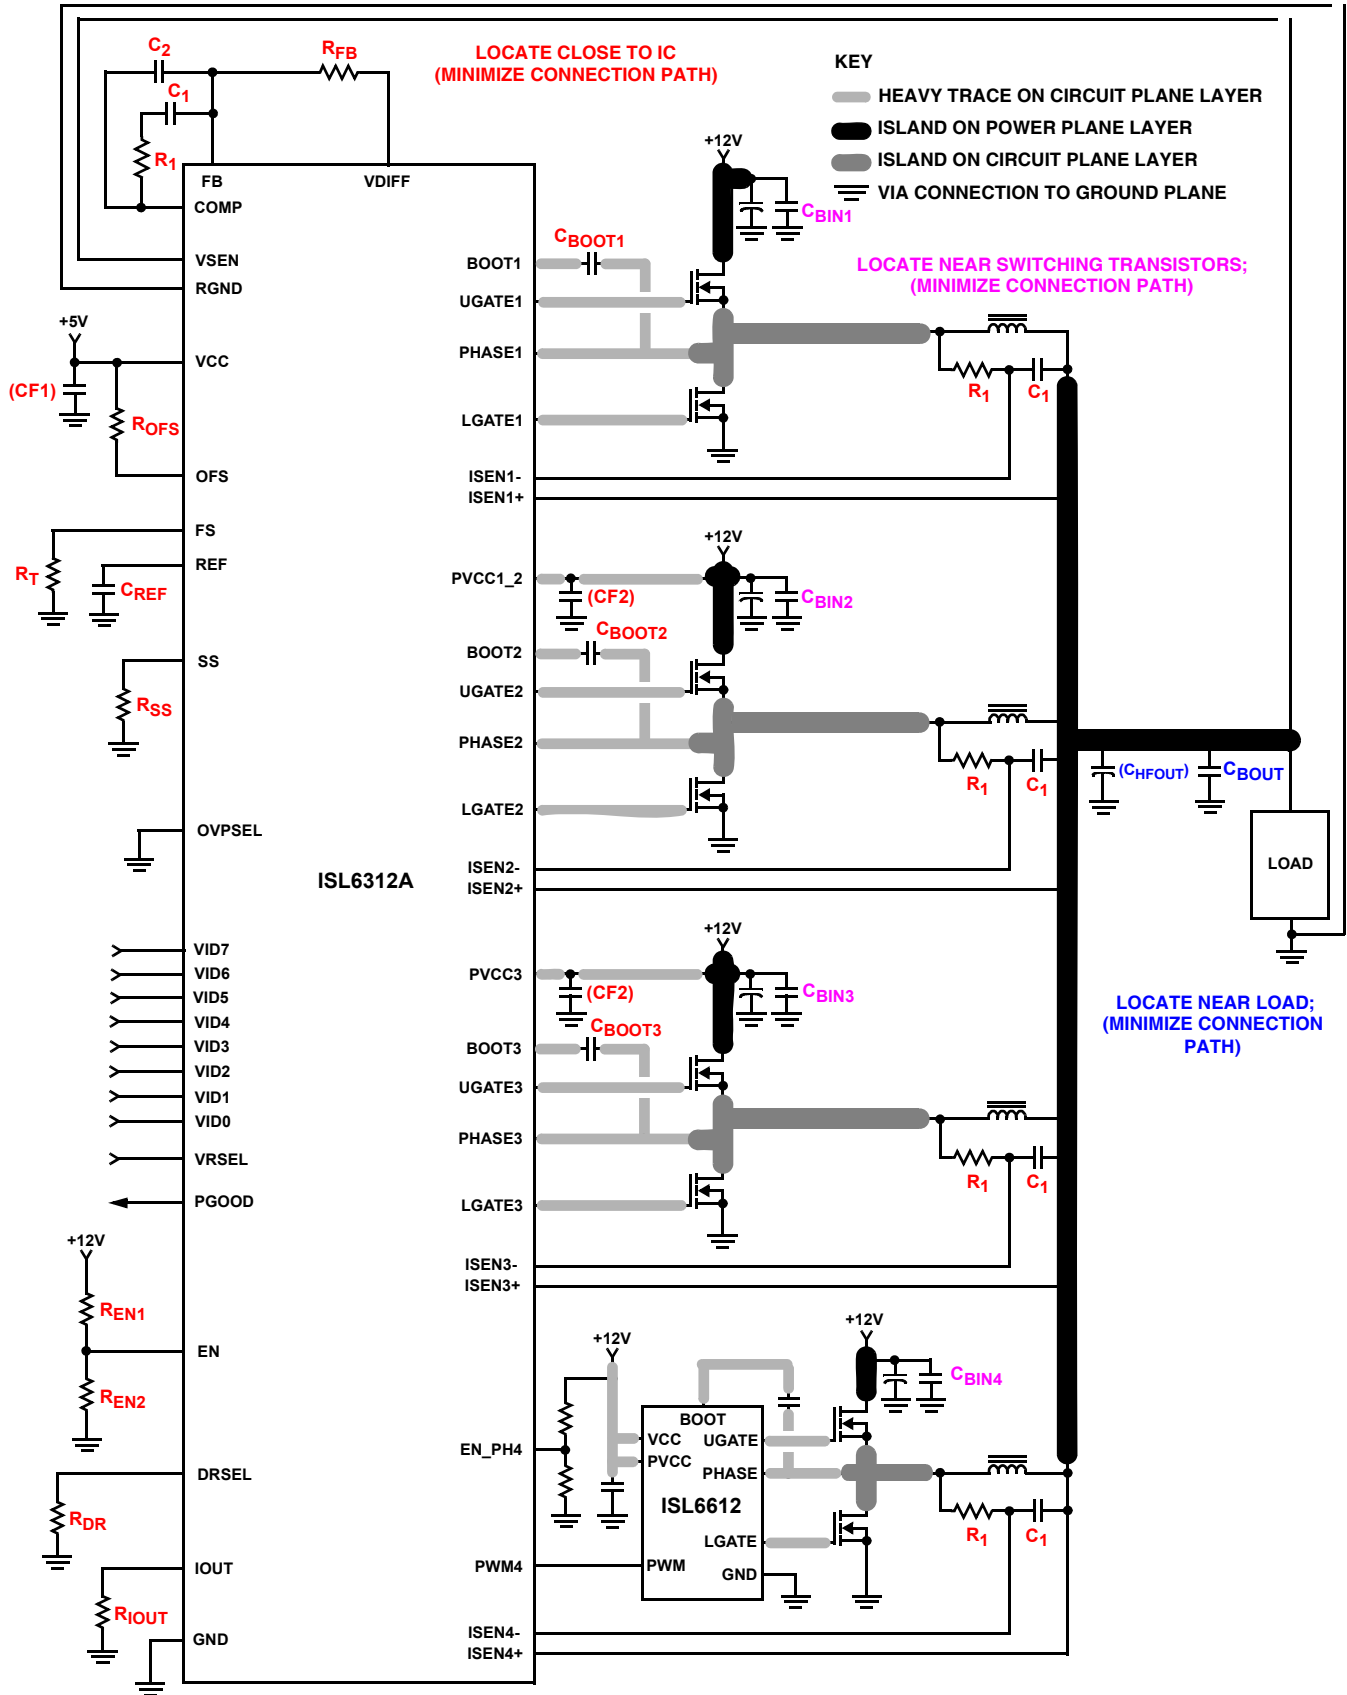 C2
RFB
LOCATE CLOSE TO IC
(MINIMIZE CONNECTION PATH)
C1
R1
KEY
HEAVY TRACE ON CIRCUIT PLANE LAYER
ISLAND ON POWER PLANE LAYER
ISLAND ON CIRCUIT PLANE LAYER
VIA CONNECTION TO GROUND PLANE
FB
VDIFF
COMP
VSEN
RGND
+5V
VCC
(CF1)
ROFS
OFS
FS
RT
REF
CREF
SS
RSS
OVPSEL
ISL6312A
VID7
VID6
VID5
VID4
VID3
VID2
VID1
VID0
VRSEL
PGOOD
+12V
REN1
EN
REN2
DRSEL
RDR
IOUT
RIOUT
GND
+12V
CBIN1
CBOOT1
BOOT1
UGATE1
PHASE1
LGATE1
LOCATE NEAR SWITCHING TRANSISTORS;
(MINIMIZE CONNECTION PATH)
R1
C1
ISEN1-
ISEN1+
+12V
PVCC1_2
(CF2)
CBIN2
CBOOT2
BOOT2
UGATE2
PHASE2
LGATE2
R1
C1
ISEN2-
ISEN2+
(CHFOUT)
CBOUT
LOAD
+12V
PVCC3
(CF2)
CBIN3
CBOOT3
BOOT3
UGATE3
PHASE3
LGATE3
R1
C1
ISEN3-
ISEN3+
LOCATE NEAR LOAD;
(MINIMIZE CONNECTION
PATH)
+12V
+12V
CBIN4
EN_PH4
BOOT
VCC
UGATE
PVCC
PHASE
ISL6612
LGATE
PWM4
PWM
GND
R1
C1
ISEN4-
ISEN4+